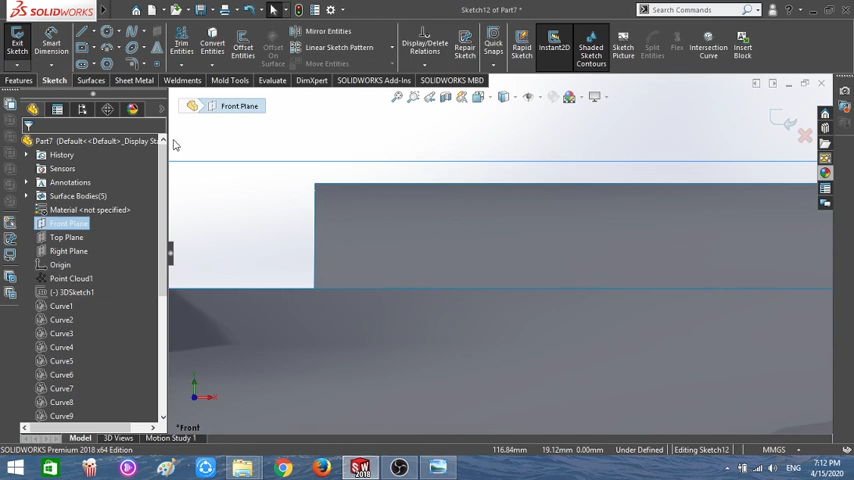 SOLIDWORKS
Sketch12 of Part7 *
Search Commands
Exit Sketch
Smart Dimension
Trim Entities
Convert Entities
Offset Entities
Offset On Surface
Mirror Entities
Linear Sketch Pattern
Move Entities
Display/Delete Relations
Repair Sketch
Quick Snaps
Rapid Sketch
Instant2D
Shaded Sketch Contours
Sketch Picture
Split Entities
Flex
Intersection Curve
Insert Block
Features Sketch Surfaces Sheet Metal Weldments Mold Tools Evaluate DimXpert SOLIDWORKS Add-Ins SOLIDWORKS MBD
Front Plane
Part7 (Default<<Default>_Display Sta
History
Sensors
Annotations
Surface Bodies(5)
Material <not specified>
Front Plane
Top Plane
Right Plane
Origin
Point Cloud1
(-) 3DSketch1
Curve1
Curve2
Curve3
Curve4
Curve5
Curve6
Curve7
Curve8
Curve9
*Front
Model 3D Views Motion Study 1
SOLIDWORKS Premium 2018 x64 Edition 116.84mm 19.12mm 0.00mm Under Defined Editing Sketch12 MMGS
SW
2018
ENG
7:12 PM
4/15/2020